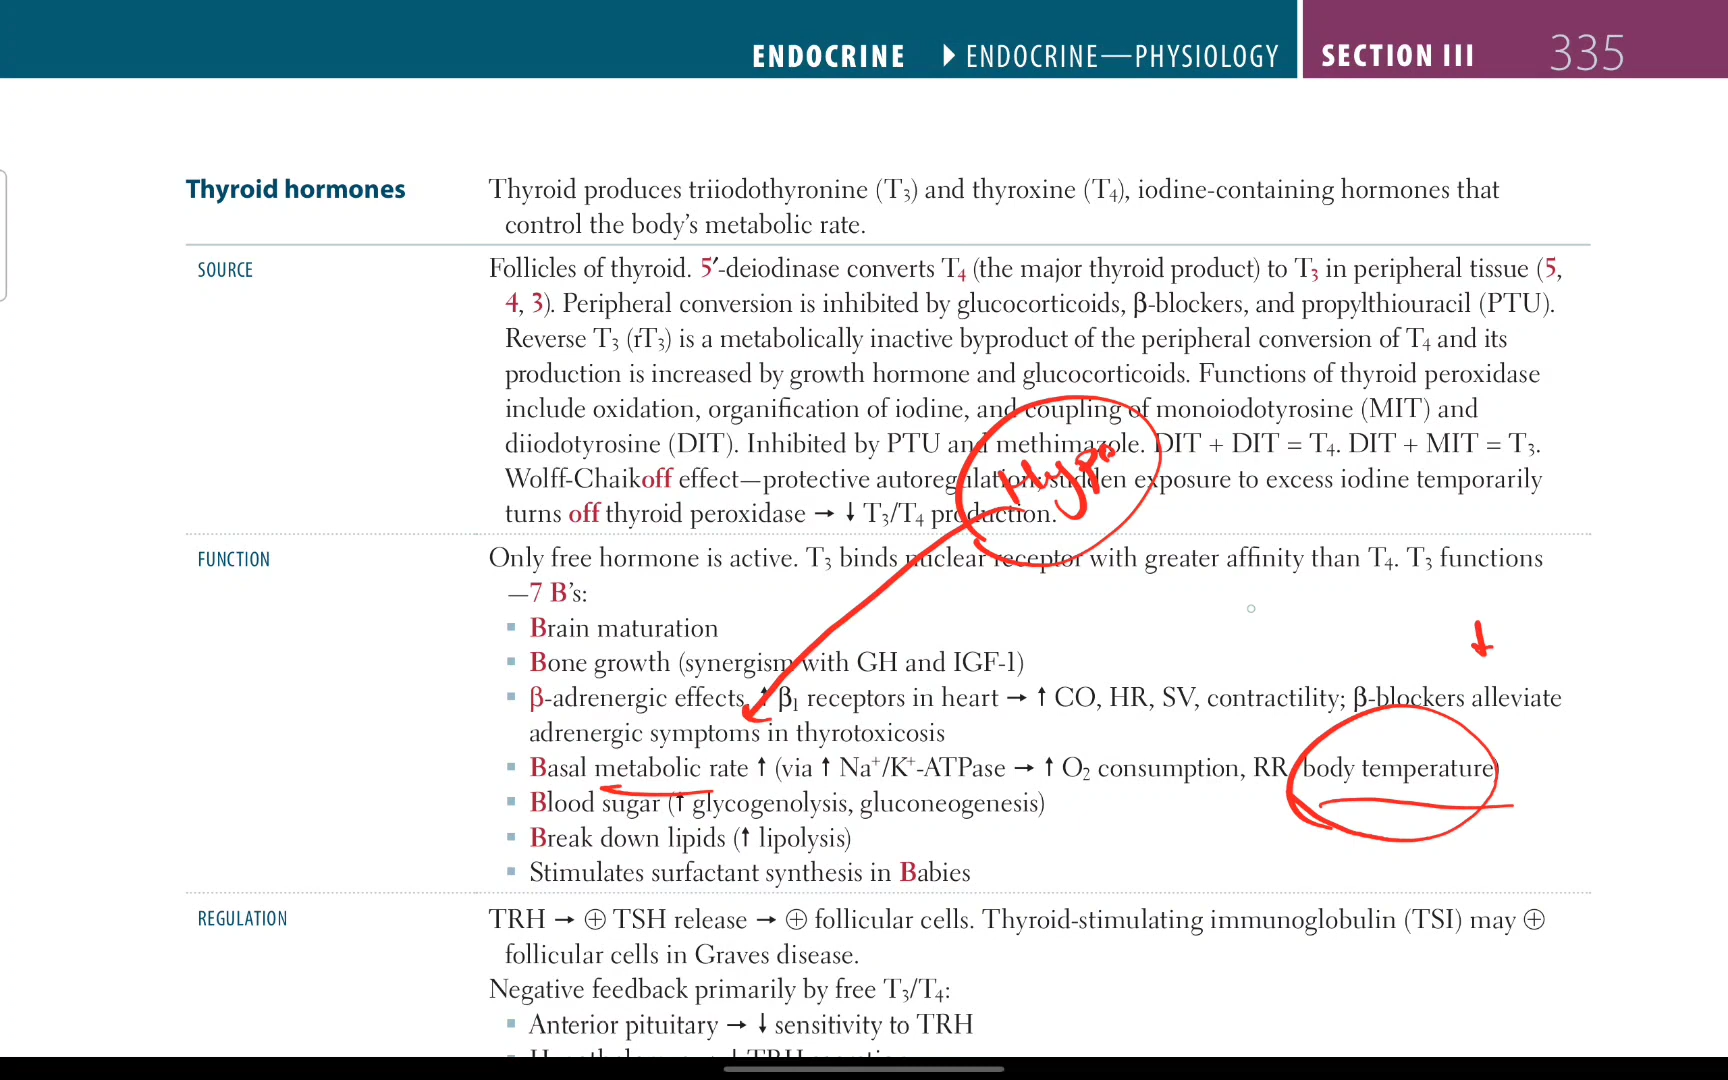 ENDOCRINE ▶ ENDOCRINE—PHYSIOLOGY SECTION III 335
Thyroid hormones
Thyroid produces triiodothyronine (T3) and thyroxine (T4), iodine-containing hormones that
control the body's metabolic rate.
SOURCE
Follicles of thyroid. 5′-deiodinase converts T4 (the major thyroid product) to T3 in peripheral tissue (5,
4, 3). Peripheral conversion is inhibited by glucocorticoids, β-blockers, and propylthiouracil (PTU).
Reverse T3 (rT3) is a metabolically inactive byproduct of the peripheral conversion of T4 and its
production is increased by growth hormone and glucocorticoids. Functions of thyroid peroxidase
include oxidation, organification of iodine, and coupling of monoiodotyrosine (MIT) and
diiodotyrosine (DIT). Inhibited by PTU and methimazole. DIT + DIT = T4. DIT + MIT = T3.
Hypo
Wolff-Chaikoff effect—protective autoregulation; sudden exposure to excess iodine temporarily
turns off thyroid peroxidase → ↓ T3/T4 production.
FUNCTION
Only free hormone is active. T3 binds nuclear receptor with greater affinity than T4. T3 functions
—7 B's:
▪ Brain maturation
▪ Bone growth (synergism with GH and IGF-1)
▪ β-adrenergic effects, ↑ β1 receptors in heart → ↑ CO, HR, SV, contractility; β-blockers alleviate
adrenergic symptoms in thyrotoxicosis
▪ Basal metabolic rate ↑ (via ↑ Na+/K+-ATPase → ↑ O2 consumption, RR, body temperature)
▪ Blood sugar (↑ glycogenolysis, gluconeogenesis)
▪ Break down lipids (↑ lipolysis)
▪ Stimulates surfactant synthesis in Babies
REGULATION
TRH → ⊕ TSH release → ⊕ follicular cells. Thyroid-stimulating immunoglobulin (TSI) may ⊕
follicular cells in Graves disease.
Negative feedback primarily by free T3/T4:
▪ Anterior pituitary → ↓ sensitivity to TRH